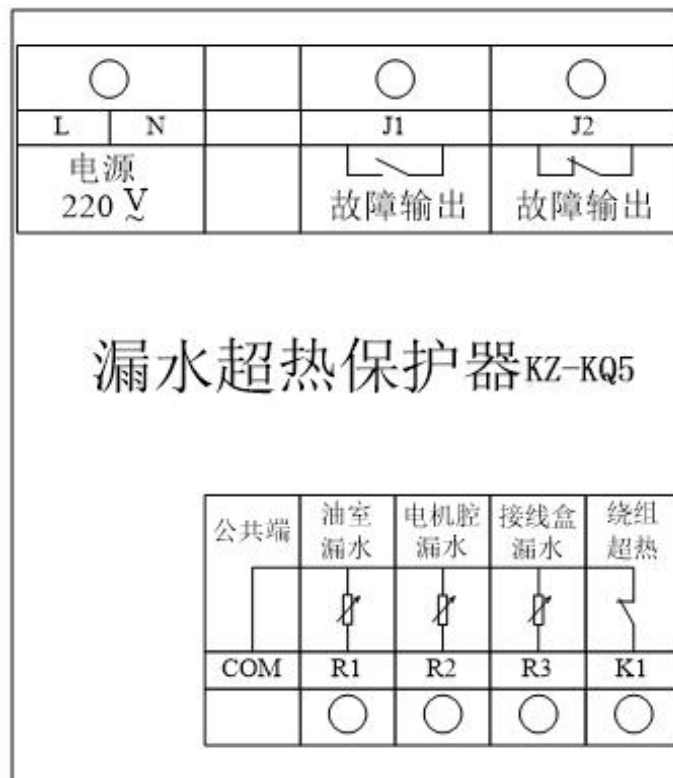 L N J1 J2
电源
220 V~
故障输出 故障输出
漏水超热保护器KZ-KQ5
公共端 油室 电机腔 接线盒 绕组
漏水 漏水 漏水 超热
COM R1 R2 R3 K1